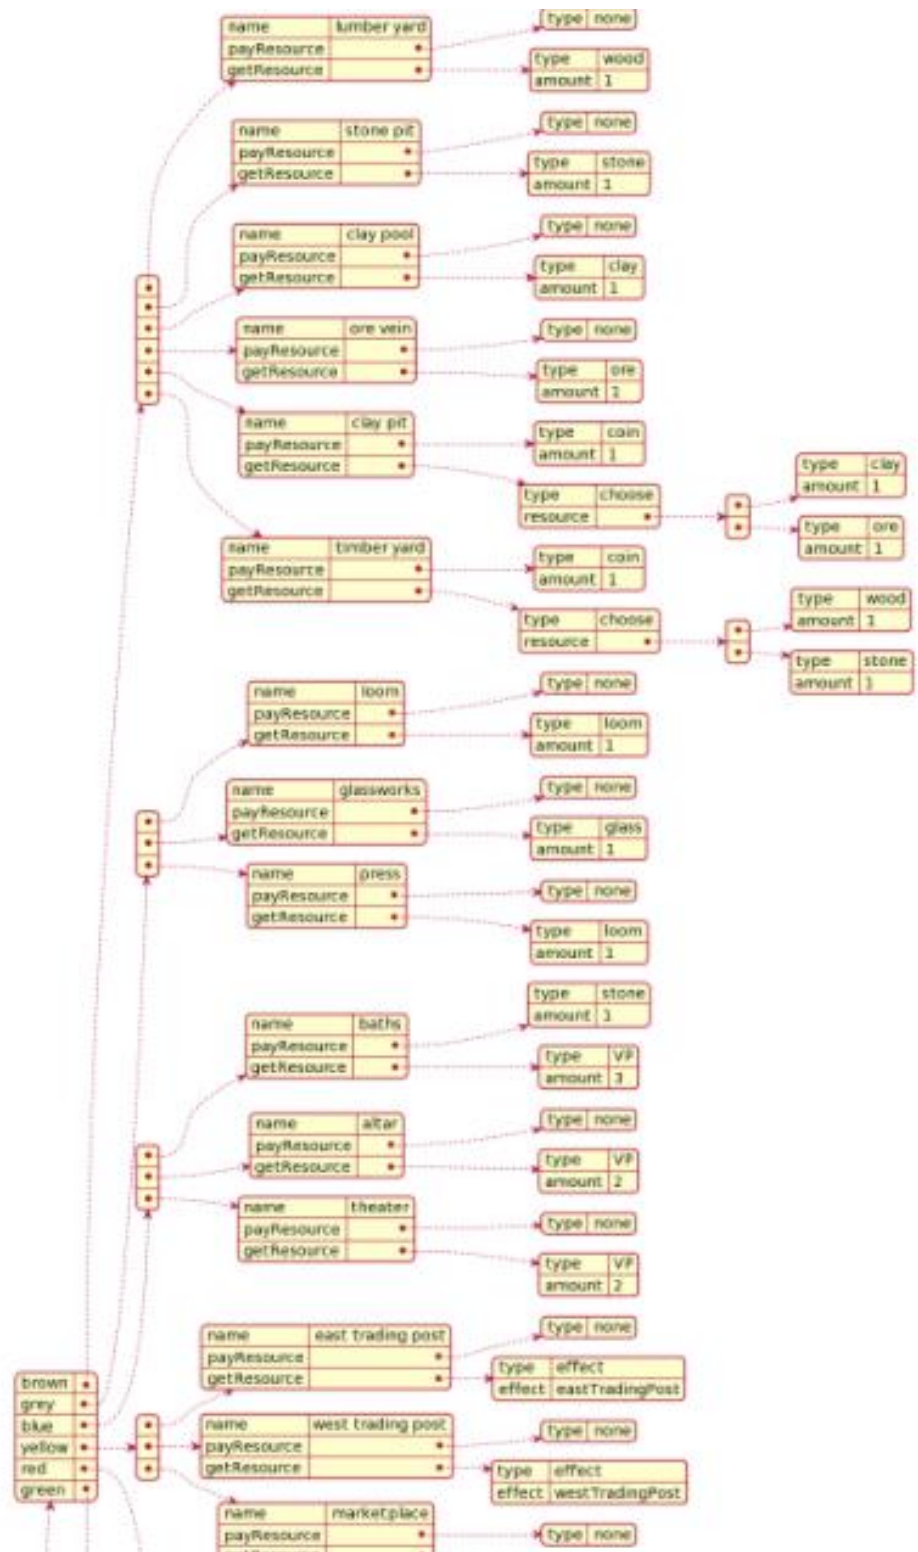 name lumber yard
payResource
getResource
type none
type wood
amount 1
name stone pit
payResource
getResource
type none
type stone
amount 1
name clay pool
payResource
getResource
type none
type clay
amount 1
name ore vein
payResource
getResource
type none
type ore
amount 1
name clay pit
payResource
getResource
type coin
amount 1
type choose
resource
type clay
amount 1
type ore
amount 1
name timber yard
payResource
getResource
type coin
amount 1
type choose
resource
type wood
amount 1
type stone
amount 1
name loom
payResource
getResource
type none
type loom
amount 1
name glassworks
payResource
getResource
type none
type glass
amount 1
name press
payResource
getResource
type none
type loom
amount 1
name baths
payResource
getResource
type stone
amount 1
type VP
amount 3
name altar
payResource
getResource
type none
type VP
amount 2
name theater
payResource
getResource
type none
type VP
amount 2
name east trading post
payResource
getResource
type none
type effect
effect eastTradingPost
brown
grey
blue
yellow
red
green
name west trading post
payResource
getResource
type none
type effect
effect westTradingPost
name marketplace
payResource
type none